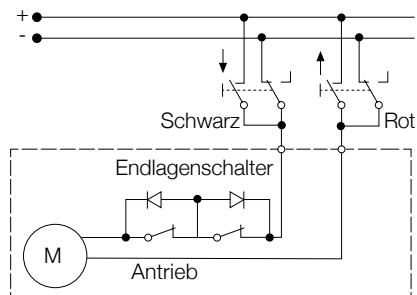 +
-
Schwarz
Rot
Endlagenschalter
M
Antrieb